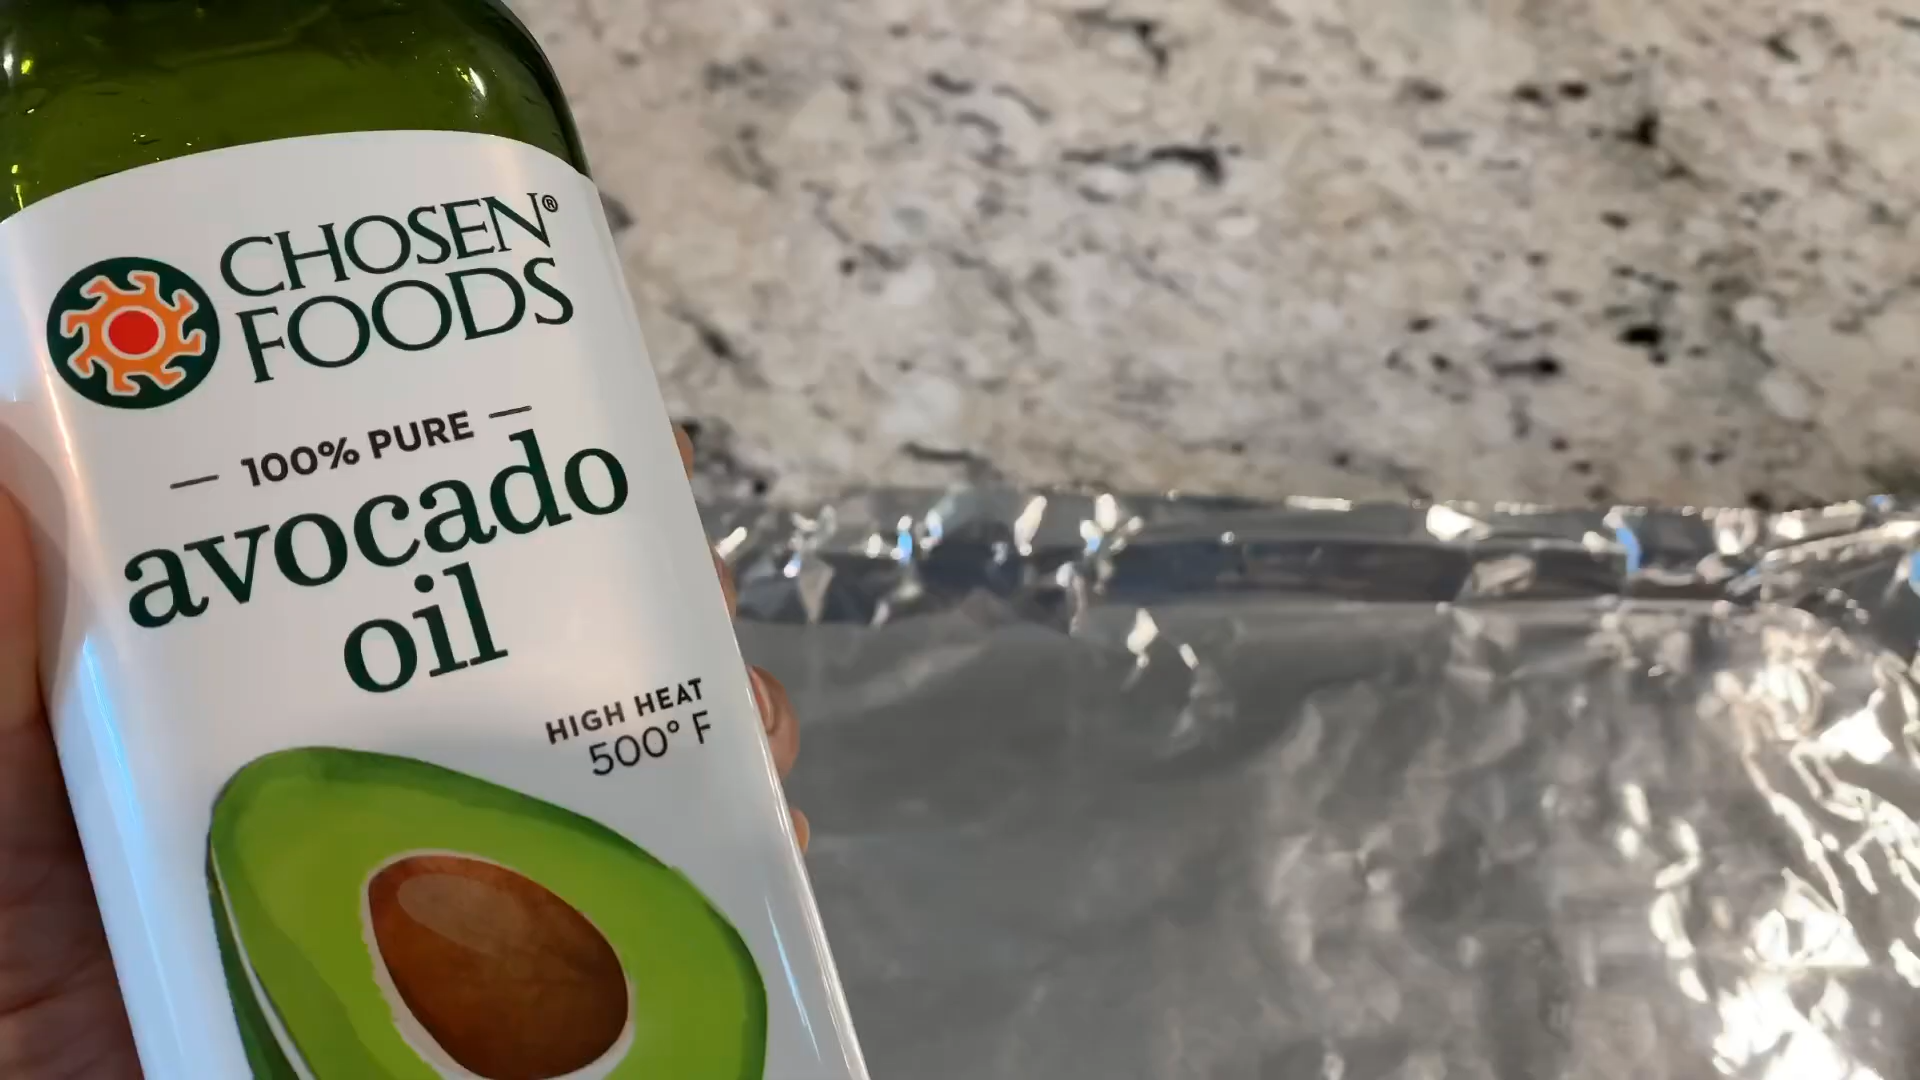 CHOSEN®
FOODS
100% PURE
avocado
oil
HIGH HEAT
500° F